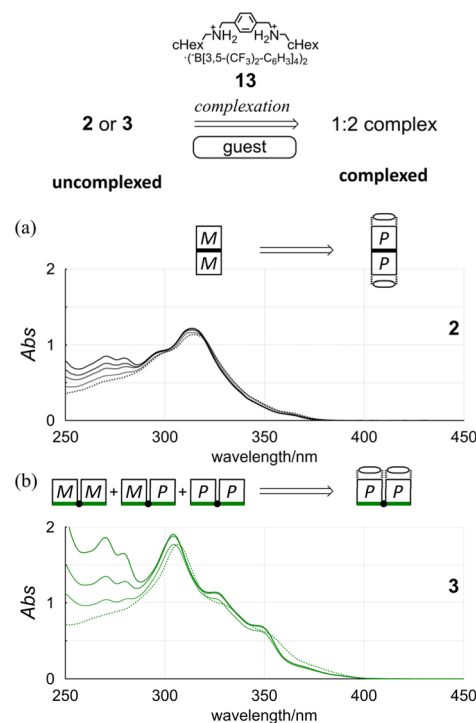 + +
NH2 H2N
cHex cHex
·(⁻B[3,5-(CF3)2-C6H3]4)2
13
complexation
2 or 3 1:2 complex
guest
uncomplexed complexed
(a)
M P
M P
2
2
1
0
Abs
250 300 350 400 450
wavelength/nm
(b)
M M + M P + P P P P
2
3
1
0
Abs
250 300 350 400 450
wavelength/nm